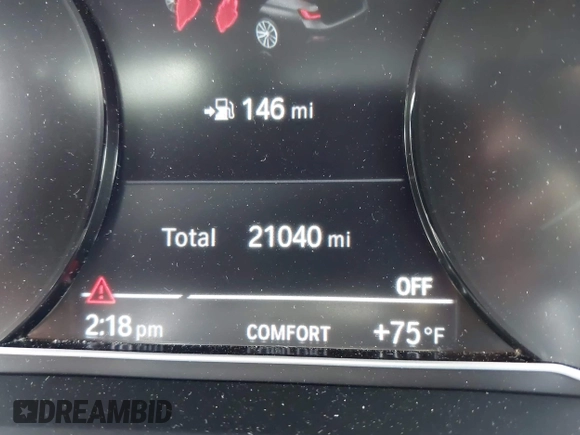 146 mi
Total 21040 mi
OFF
2:18 pm COMFORT +75°F
DREAMBID